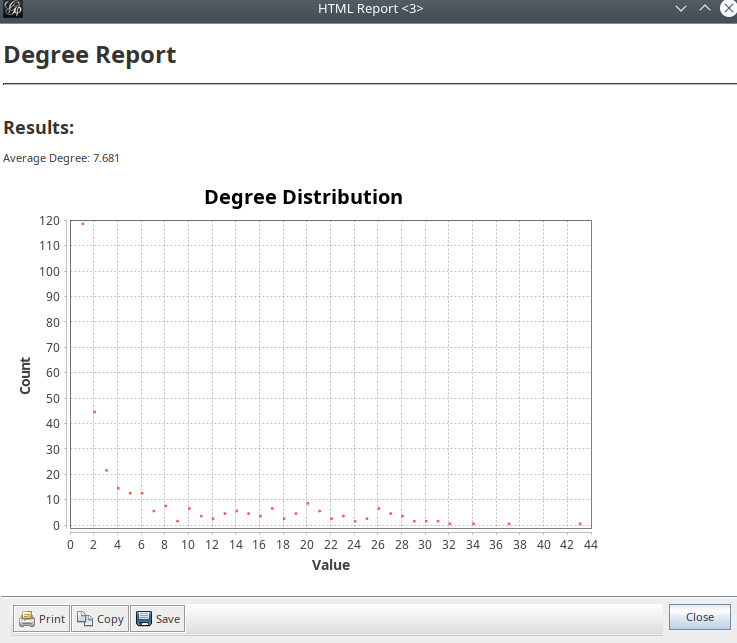 HTML Report <3>
Degree Report
Results:
Average Degree: 7.681
Degree Distribution
120
110
100
90
80
70
60
50
40
30
20
10
0
Count
0 2 4 6 8 10 12 14 16 18 20 22 24 26 28 30 32 34 36 38 40 42 44
Value
Print Copy Save Close